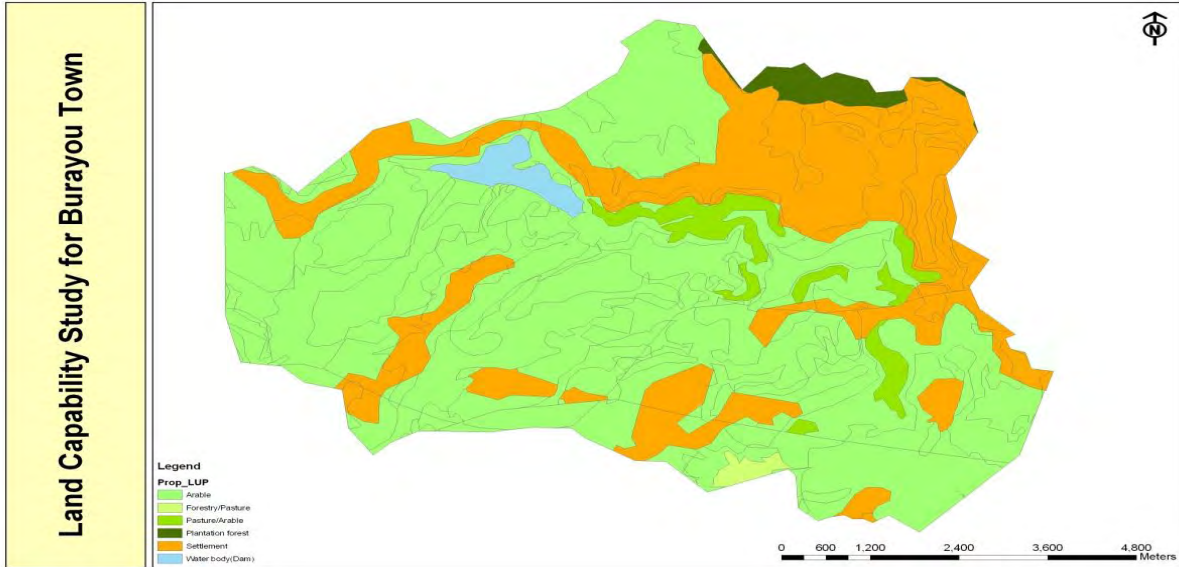 Land Capability Study for Burayou Town
N
Legend
Prop_LUP
Arable
Forestry/Pasture
Pasture/Arable
Plantation forest
Settlement
Water body(Dam)
0 600 1,200 2,400 3,600 4,800
Meters